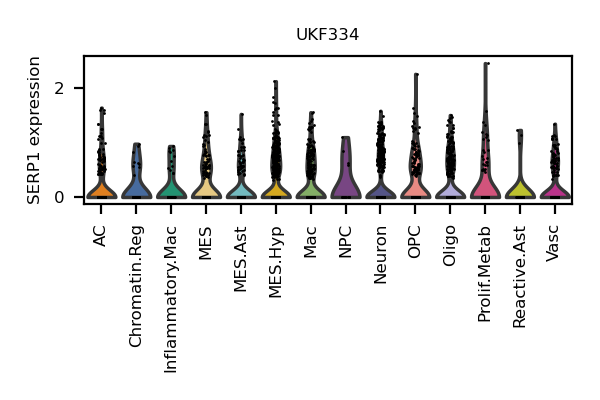 UKF334
SERP1 expression
2
0
AC
Chromatin.Reg
Inflammatory.Mac
MES
MES.Ast
MES.Hyp
Mac
NPC
Neuron
OPC
Oligo
Prolif.Metab
Reactive.Ast
Vasc